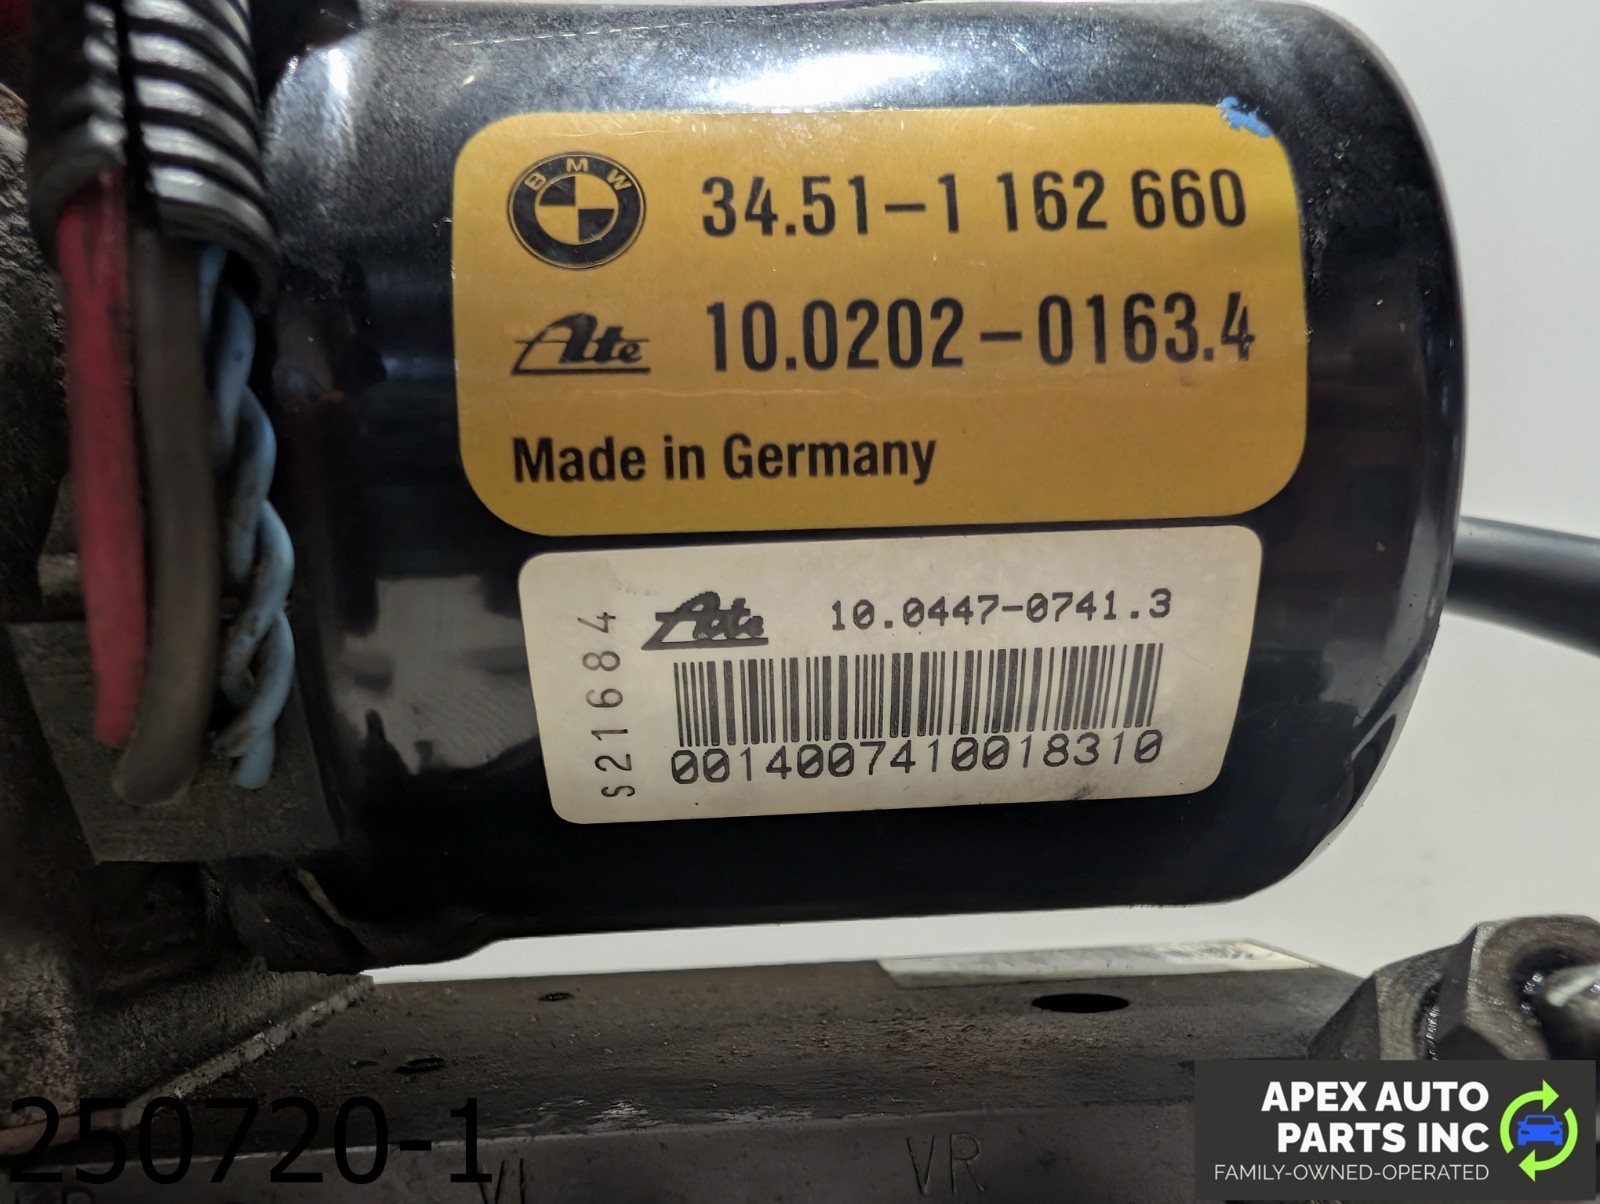 BMW 34.51-1 162 660
Ate 10.0202-0163.4
Made in Germany
S21684
Ate 10.0447-0741.3
0014007410018310
VR
250720-1
APEX AUTO
PARTS INC
FAMILY-OWNED-OPERATED